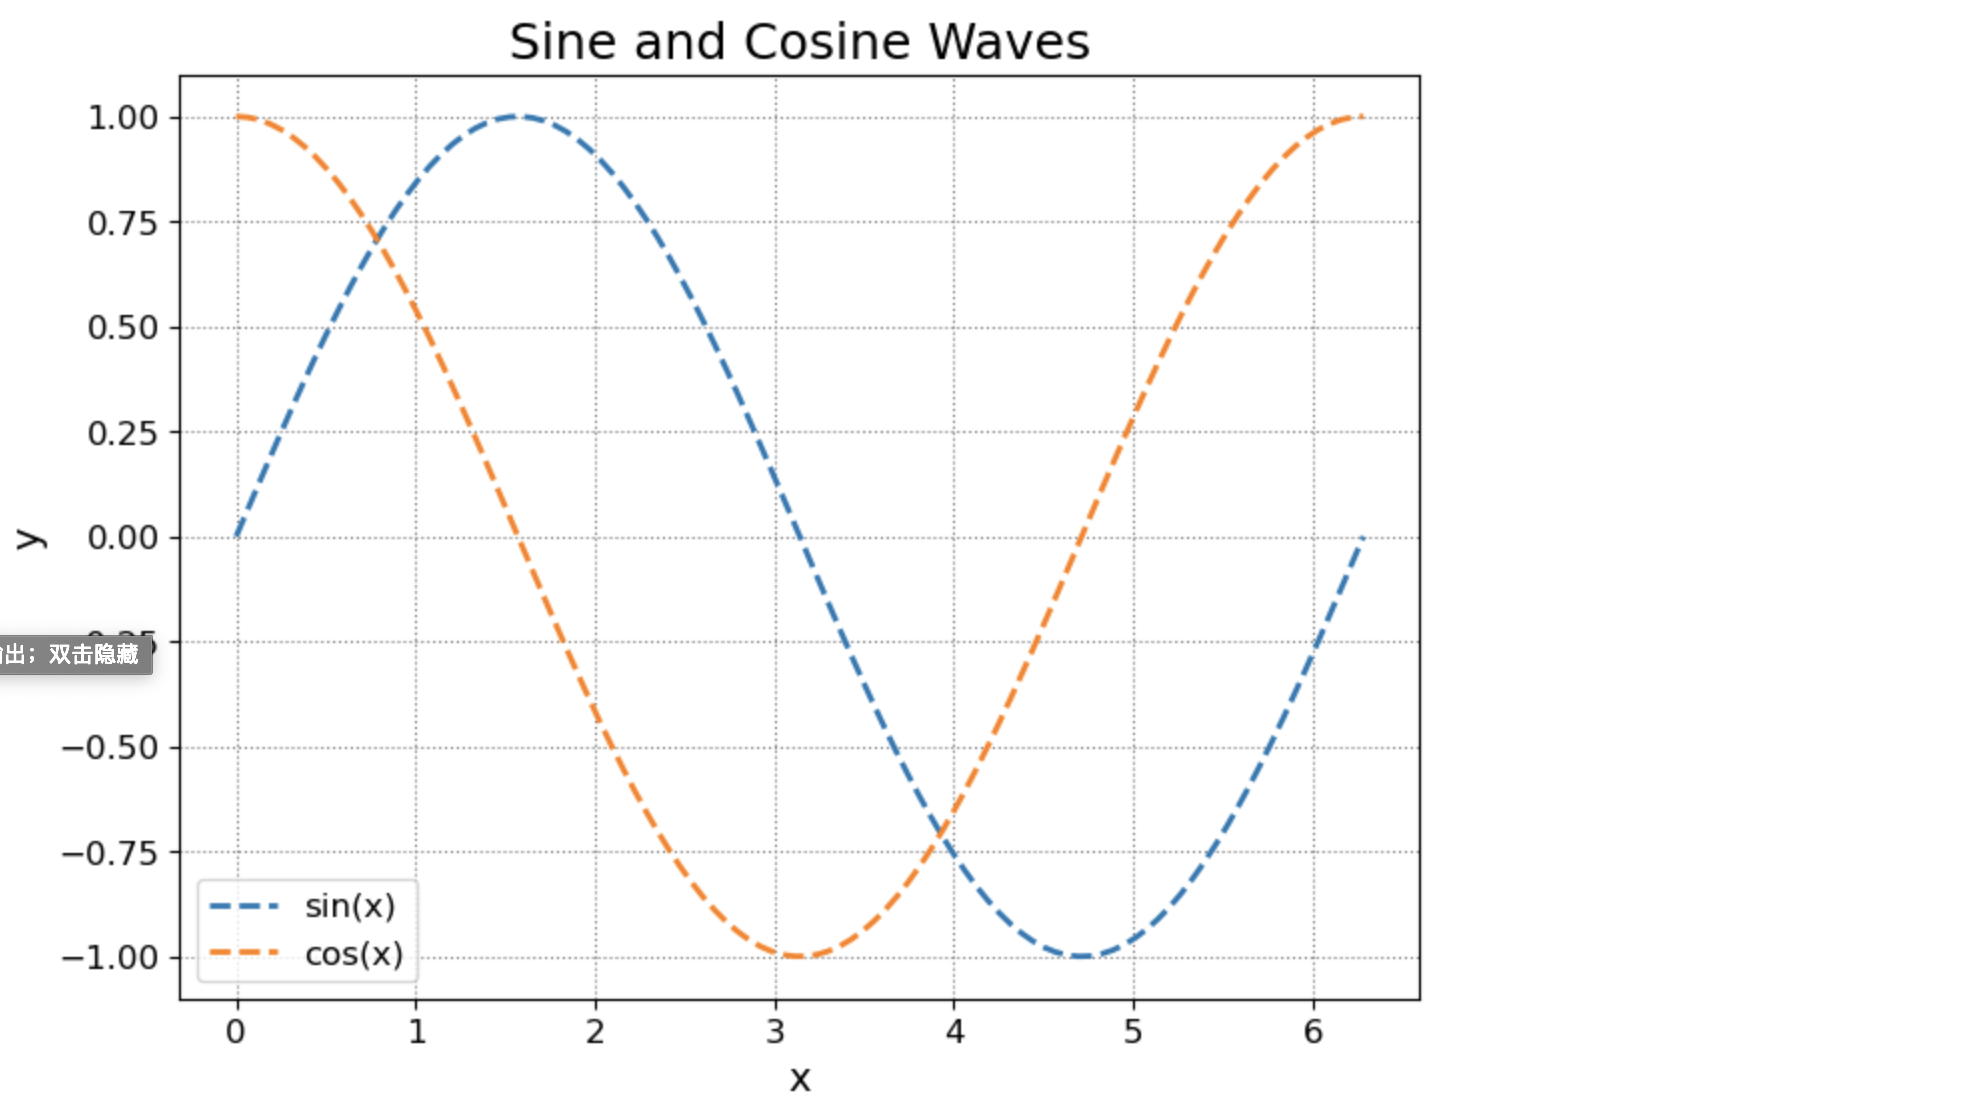 Sine and Cosine Waves
1.00
0.75
0.50
0.25
0.00
y
出；双击隐藏
−0.50
−0.75
−1.00
sin(x)
cos(x)
0 1 2 3 4 5 6
x